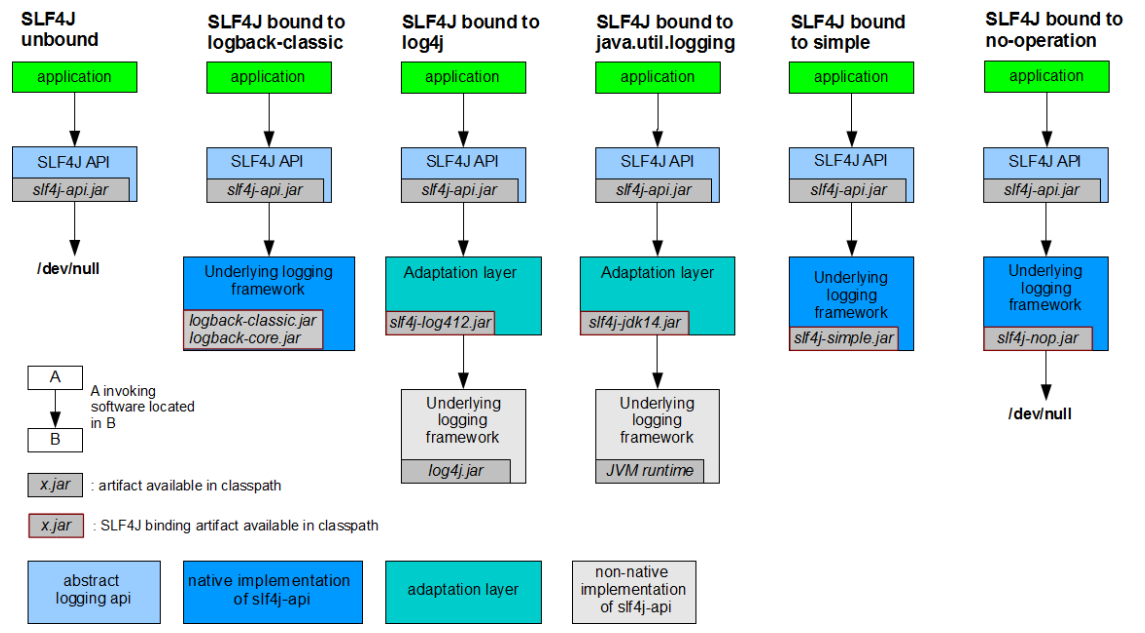 SLF4J
unbound
application
SLF4J API
slf4j-api.jar
/dev/null
SLF4J bound to
logback-classic
application
SLF4J API
slf4j-api.jar
Underlying logging
framework
logback-classic.jar
logback-core.jar
SLF4J bound to
log4j
application
SLF4J API
slf4j-api.jar
Adaptation layer
slf4j-log412.jar
Underlying
logging
framework
log4j.jar
SLF4J bound to
java.util.logging
application
SLF4J API
slf4j-api.jar
Adaptation layer
slf4j-jdk14.jar
Underlying
logging
framework
JVM runtime
SLF4J bound
to simple
application
SLF4J API
slf4j-api.jar
Underlying
logging
framework
slf4j-simple.jar
SLF4J bound to
no-operation
application
SLF4J API
slf4j-api.jar
Underlying
logging
framework
slf4j-nop.jar
/dev/null
A
B
A invoking
software located
in B
x.jar : artifact available in classpath
x.jar : SLF4J binding artifact available in classpath
abstract
logging api
native implementation
of slf4j-api
adaptation layer
non-native
implementation
of slf4j-api